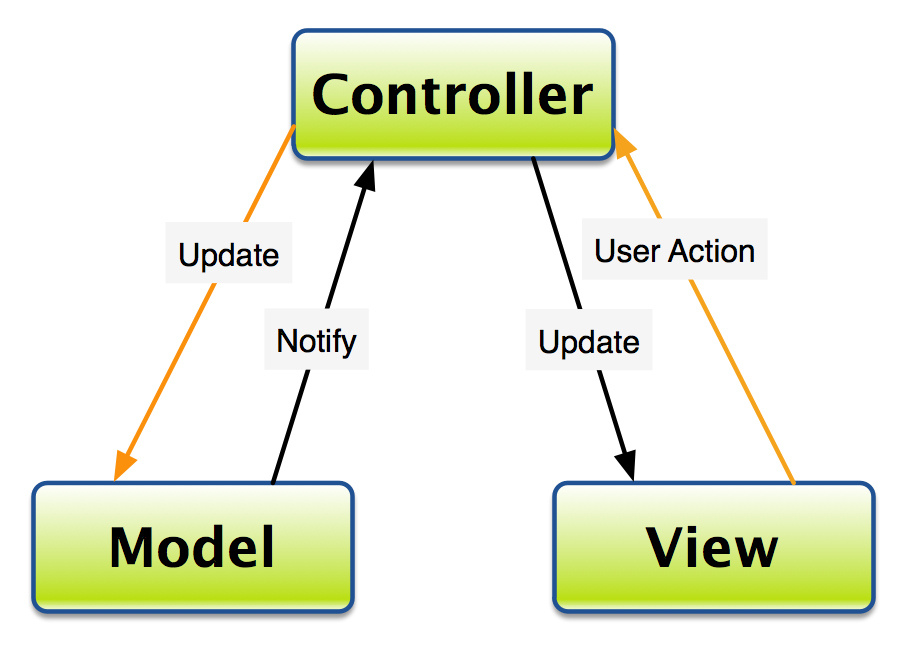 Controller
Update
User Action
Notify
Update
Model
View